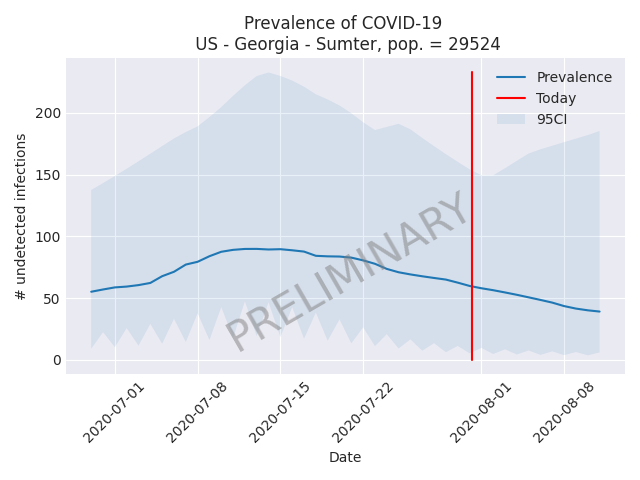 Prevalence of COVID-19
US - Georgia - Sumter, pop. = 29524
# undetected infections
200
150
100
50
0
Prevalence
Today
95CI
PRELIMINARY
2020-07-01
2020-07-08
2020-07-15
2020-07-22
2020-08-01
2020-08-08
Date